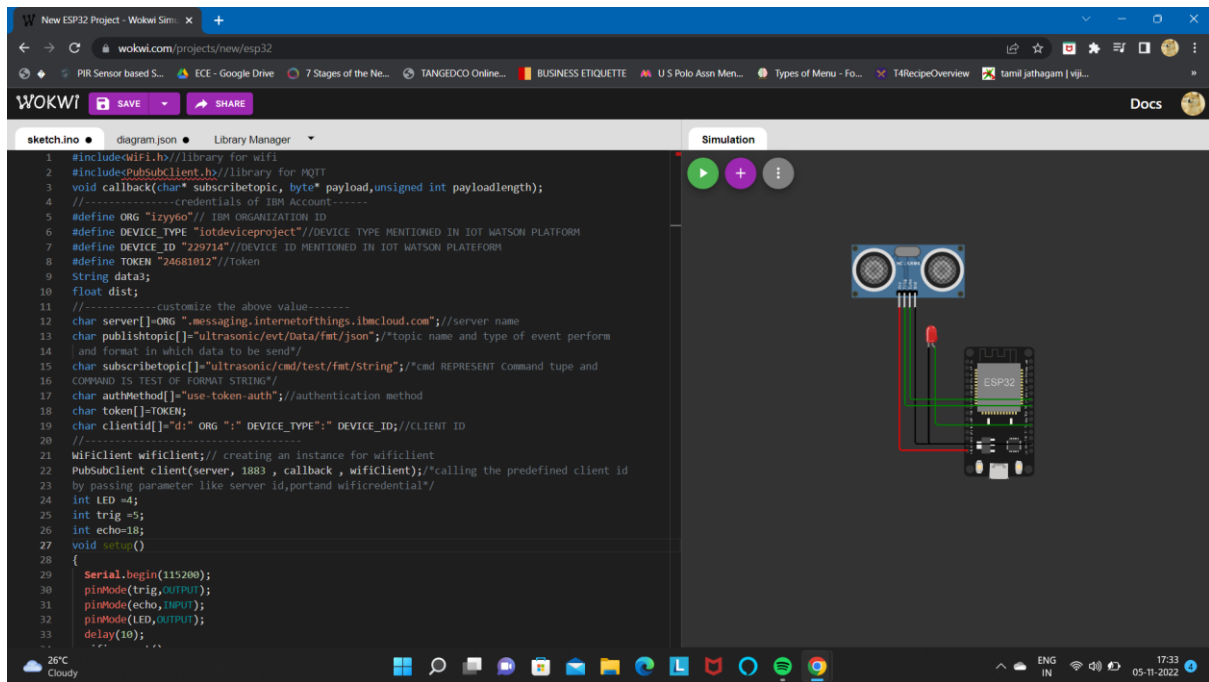 New ESP32 Project - Wokwi Simu
wokwi.com/projects/new/esp32
PIR Sensor based S... ECE - Google Drive 7 Stages of the Ne... TANGEDCO Online... BUSINESS ETIQUETTE U S Polo Assn Men... Types of Menu - Fo... T4RecipeOverview tamil jathagam | viji...
WOKWI SAVE SHARE Docs
sketch.ino diagram.json Library Manager Simulation
1 #include<WiFi.h>//library for wifi
2 #include<PubSubClient.h>//library for MQTT
3 void callback(char* subscribetopic, byte* payload,unsigned int payloadlength);
4 //---------------credentials of IBM Account------
5 #define ORG "izyy6o"// IBM ORGANIZATION ID
6 #define DEVICE_TYPE "iotdeviceproject"//DEVICE TYPE MENTIONED IN IOT WATSON PLATFORM
7 #define DEVICE_ID "229714"//DEVICE ID MENTIONED IN IOT WATSON PLATEFORM
8 #define TOKEN "24681012"//Token
9 String data3;
10 float dist;
11 //------------customize the above value-------
12 char server[]=ORG ".messaging.internetofthings.ibmcloud.com";//server name
13 char publishtopic[]="ultrasonic/evt/Data/fmt/json";/*topic name and type of event perform
14 and format in which data to be send*/
15 char subscribetopic[]="ultrasonic/cmd/test/fmt/String";/*cmd REPRESENT Command tupe and
16 COMMAND IS TEST OF FORMAT STRING*/
17 char authMethod[]="use-token-auth";//authentication method
18 char token[]=TOKEN;
19 char clientid[]="d:" ORG ":" DEVICE_TYPE":" DEVICE_ID;//CLIENT ID
20 //-----------------------------------
21 WiFiClient wifiClient;// creating an instance for wificlient
22 PubSubClient client(server, 1883 , callback , wifiClient);/*calling the predefined client id
23 by passing parameter like server id,portand wificredential*/
24 int LED =4;
25 int trig =5;
26 int echo=18;
27 void setup()
28 {
29 Serial.begin(115200);
30 pinMode(trig,OUTPUT);
31 pinMode(echo,INPUT);
32 pinMode(LED,OUTPUT);
33 delay(10);
ESP32
26°C
Cloudy
ENG
IN
17:33
05-11-2022
4